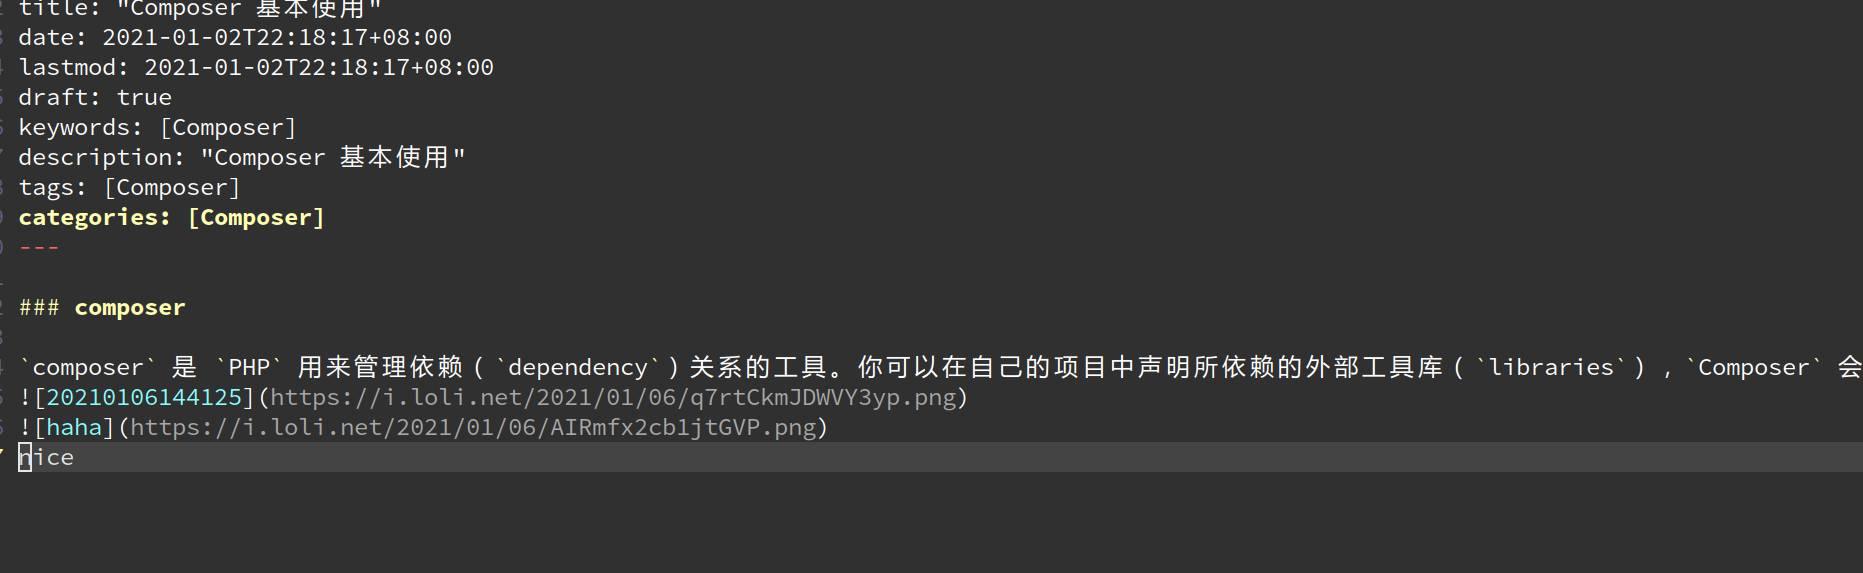 title: "Composer 基本使用"
date: 2021-01-02T22:18:17+08:00
lastmod: 2021-01-02T22:18:17+08:00
draft: true
keywords: [Composer]
description: "Composer 基本使用"
tags: [Composer]
categories: [Composer]
---
### composer
`composer` 是 `PHP` 用来管理依赖(`dependency`)关系的工具。你可以在自己的项目中声明所依赖的外部工具库(`libraries`)，`Composer` 会
![20210106144125](https://i.loli.net/2021/01/06/q7rtCkmJDWVY3yp.png)
![haha](https://i.loli.net/2021/01/06/AIRmfx2cb1jtGVP.png)
nice